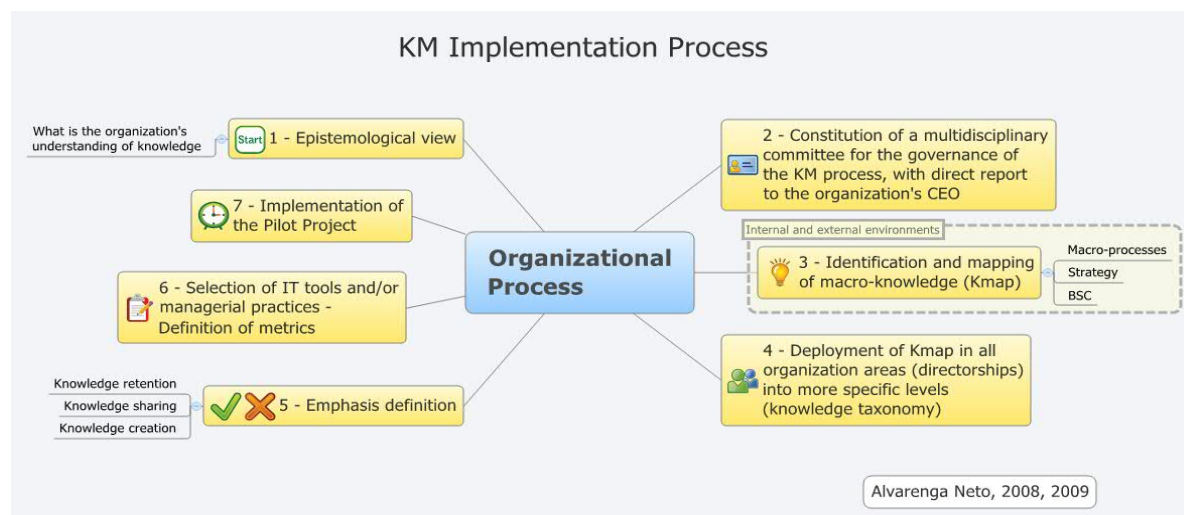 KM Implementation Process
What is the organization's
understanding of knowledge
Start
1 - Epistemological view
2 - Constitution of a multidisciplinary
committee for the governance of
the KM process, with direct report
to the organization's CEO
Internal and external environments
3 - Identification and mapping
of macro-knowledge (Kmap)
Macro-processes
Strategy
BSC
4 - Deployment of Kmap in all
organization areas (directorships)
into more specific levels
(knowledge taxonomy)
5 - Emphasis definition
Knowledge retention
Knowledge sharing
Knowledge creation
6 - Selection of IT tools and/or
managerial practices -
Definition of metrics
7 - Implementation of
the Pilot Project
Organizational
Process
Alvarenga Neto, 2008, 2009